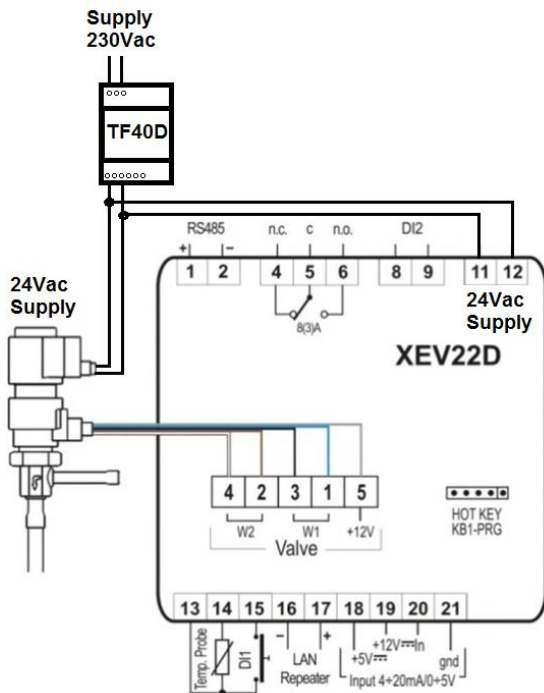 Supply
230Vac
TF40D
RS485
n.c.
c
n.o.
DI2
+
−
1
2
4
5
6
8
9
11
12
8(3)A
24Vac
Supply
24Vac
Supply
XEV22D
4
2
3
1
5
W2
W1
+12V
Valve
HOT KEY
KB1-PRG
13
14
15
16
17
18
19
20
21
Temp. Probe
DI1
−
+
LAN
Repeater
+5V
+12V
In
gnd
Input 4÷20mA/0÷5V